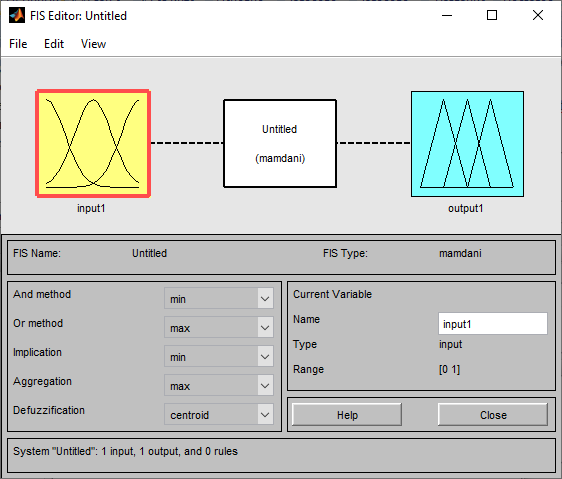 FIS Editor: Untitled
File Edit View
Untitled
(mamdani)
input1
output1
FIS Name: Untitled FIS Type: mamdani
And method min
Or method max
Implication min
Aggregation max
Defuzzification centroid
Current Variable
Name input1
Type input
Range [0 1]
Help Close
System "Untitled": 1 input, 1 output, and 0 rules